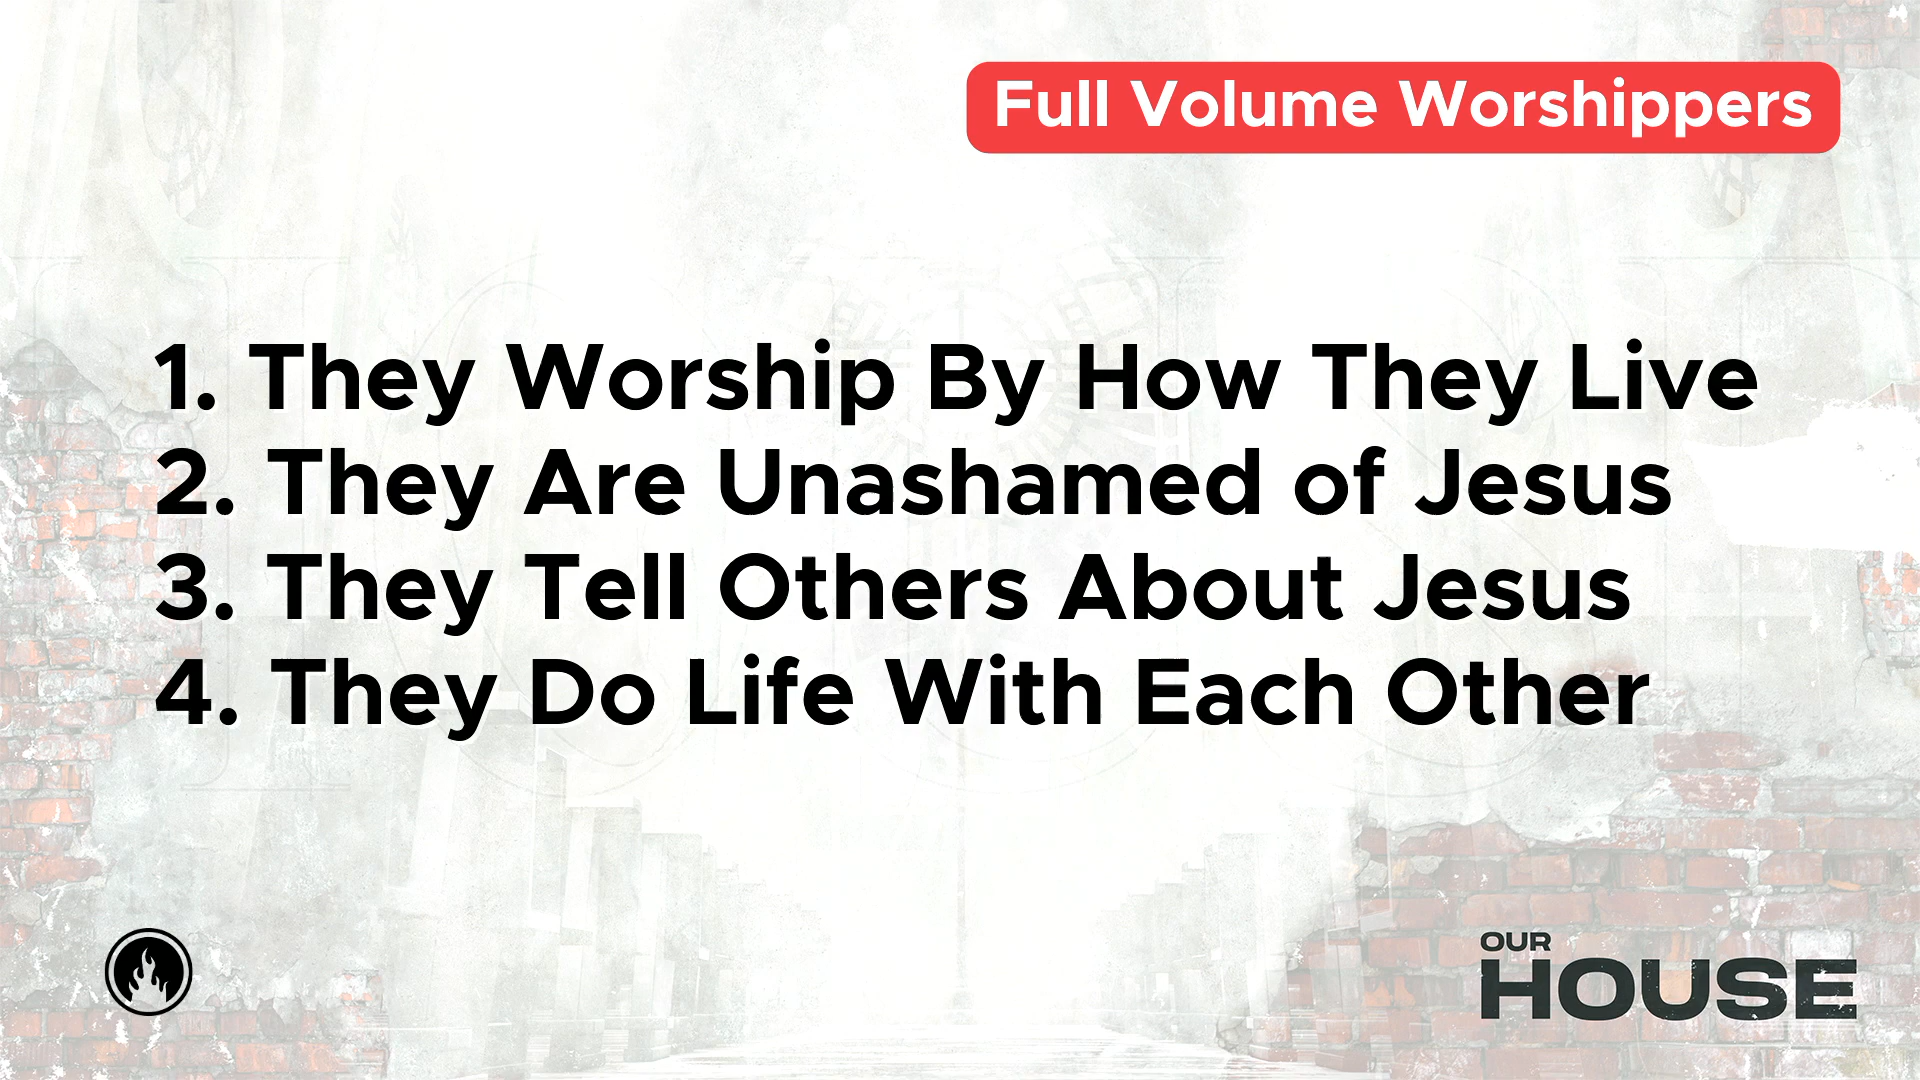 Full Volume Worshippers
1. They Worship By How They Live
2. They Are Unashamed of Jesus
3. They Tell Others About Jesus
4. They Do Life With Each Other
OUR
HOUSE